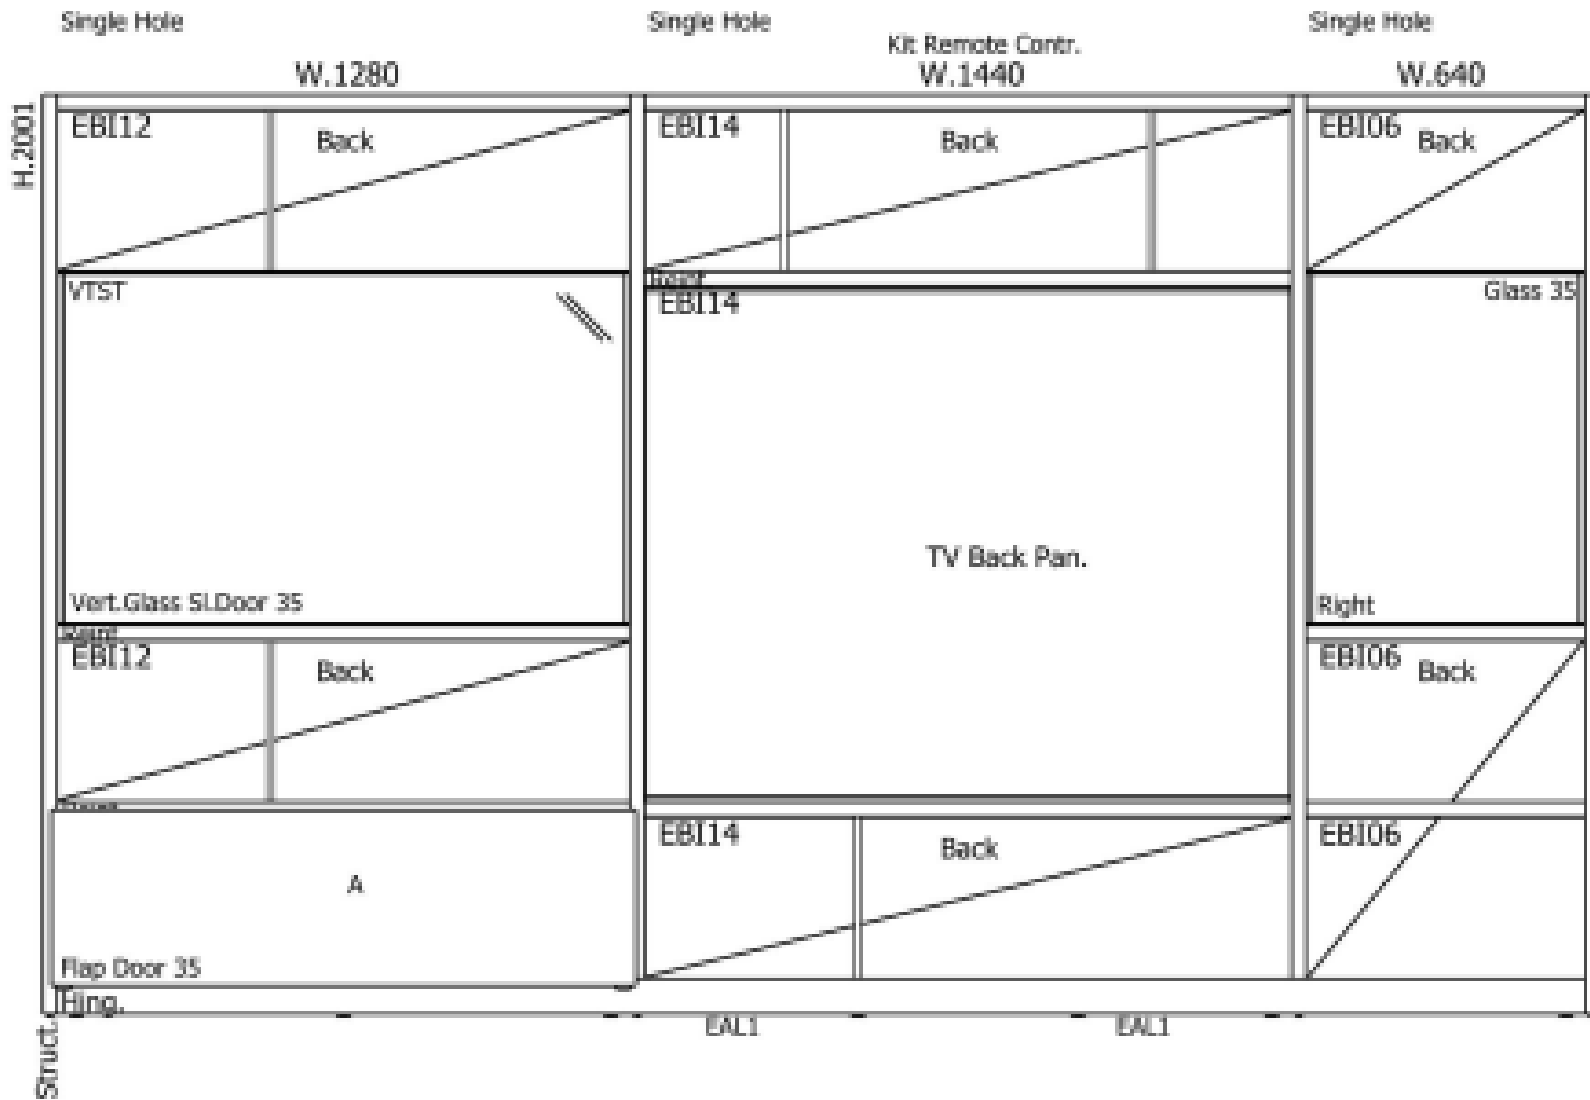 Single Hole
Single Hole
Single Hole
Kit Remote Contr.
W.1280
W.1440
W.640
H.2001
EBI12
Back
EBI14
Back
EBI06
Back
VTST
Reinf.
EBI14
Glass 35
TV Back Pan.
Vert.Glass Sl.Door 35
Right
Reinf.
EBI12
Back
EBI06
Back
EBI14
Back
EBI06
A
Flap Door 35
Hing.
Struct.
EAL1
EAL1